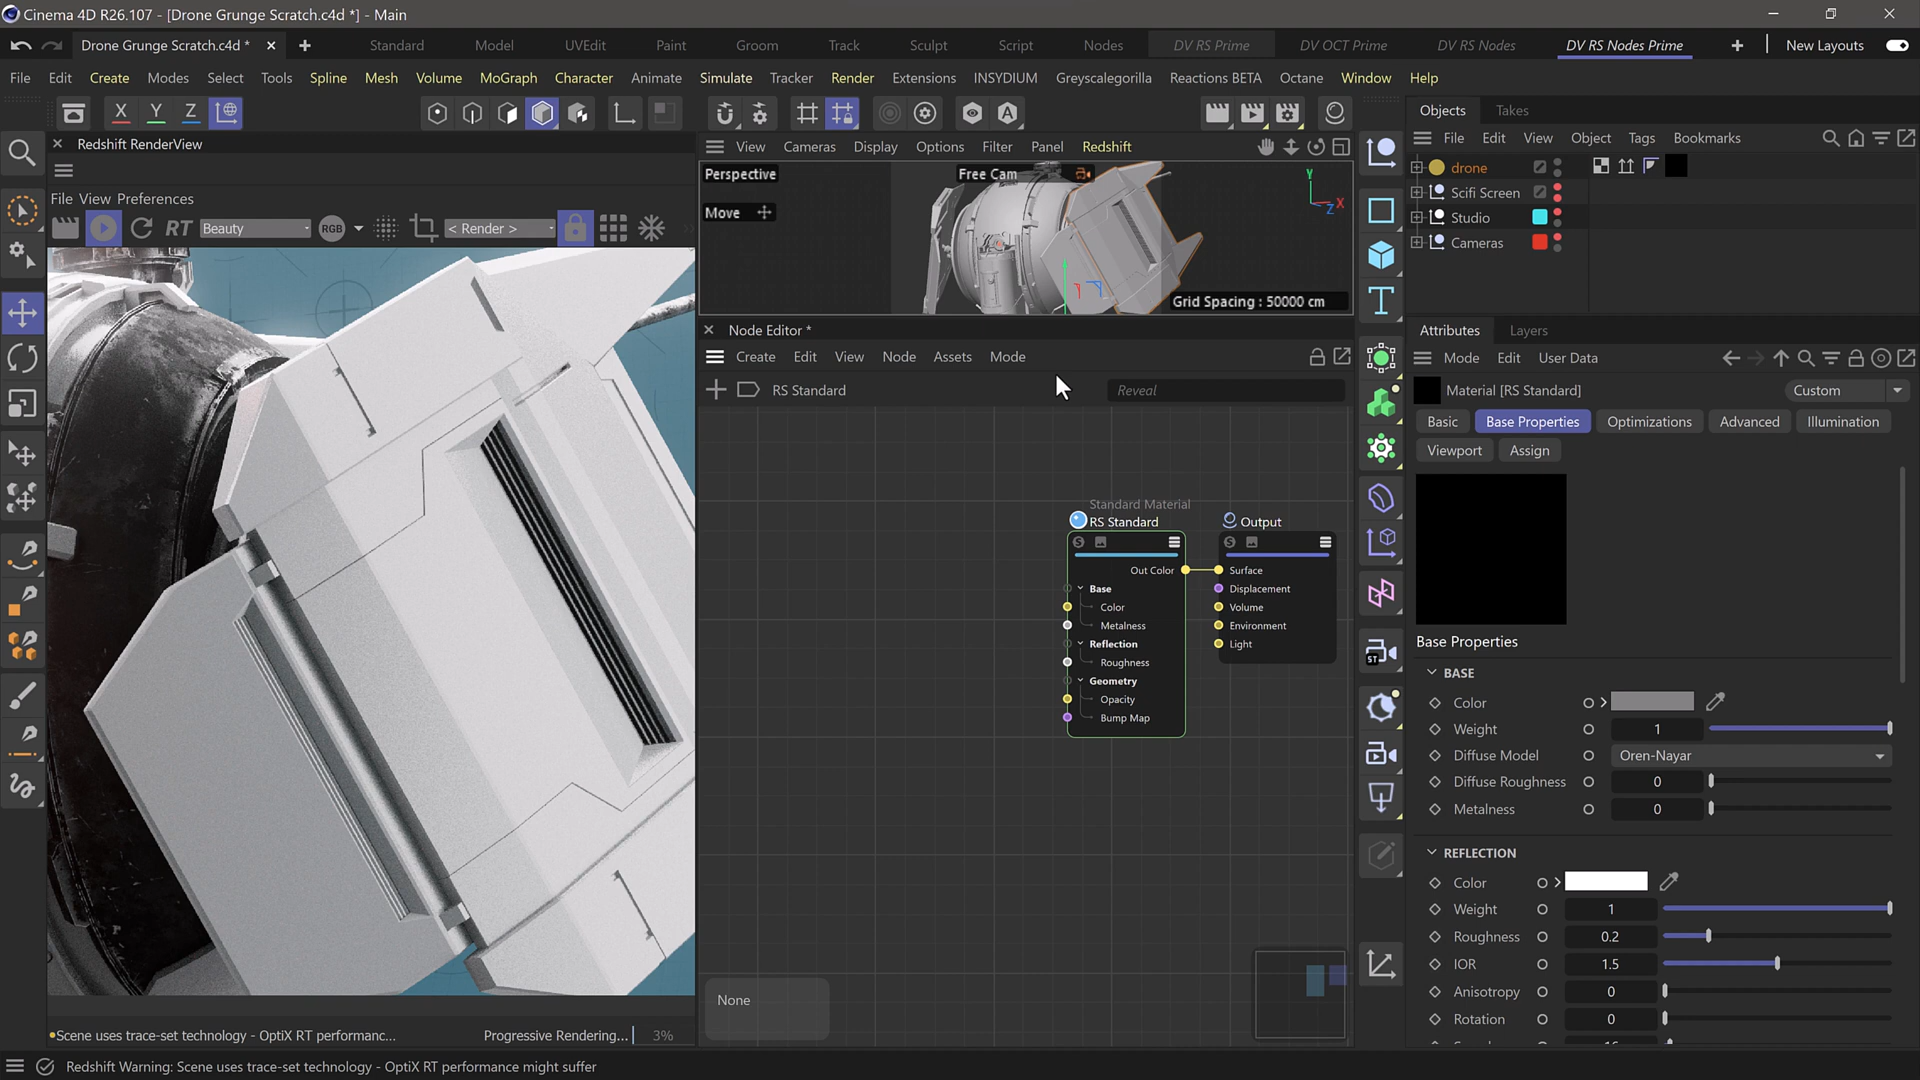 Cinema 4D R26.107 - [Drone Grunge Scratch.c4d *] - Main
Drone Grunge Scratch.c4d *
Standard
Model
UVEdit
Paint
Groom
Track
Sculpt
Script
Nodes
DV RS Prime
DV OCT Prime
DV RS Nodes
DV RS Nodes Prime
New Layouts
File
Edit
Create
Modes
Select
Tools
Spline
Mesh
Volume
MoGraph
Character
Animate
Simulate
Tracker
Render
Extensions
INSYDIUM
Greyscalegorilla
Reactions BETA
Octane
Window
Help
X
Y
Z
Redshift RenderView
File View Preferences
RT
Beauty
RGB
< Render >
View
Cameras
Display
Options
Filter
Panel
Redshift
Perspective
Free Cam
Move
Y
X
Z
Grid Spacing : 50000 cm
Node Editor *
Create
Edit
View
Node
Assets
Mode
RS Standard
Reveal
Standard Material
RS Standard
Out Color
Base
Color
Metalness
Reflection
Roughness
Geometry
Opacity
Bump Map
Output
Surface
Displacement
Volume
Environment
Light
None
Objects
Takes
File
Edit
View
Object
Tags
Bookmarks
drone
Scifi Screen
Studio
Cameras
Attributes
Layers
Mode
Edit
User Data
Material [RS Standard]
Custom
Basic
Base Properties
Optimizations
Advanced
Illumination
Viewport
Assign
Base Properties
BASE
Color
Weight
1
Diffuse Model
Oren-Nayar
Diffuse Roughness
0
Metalness
0
REFLECTION
Color
Weight
1
Roughness
0.2
IOR
1.5
Anisotropy
0
Rotation
0
ST
Scene uses trace-set technology - OptiX RT performanc...
Progressive Rendering...
3%
Redshift Warning: Scene uses trace-set technology - OptiX RT performance might suffer